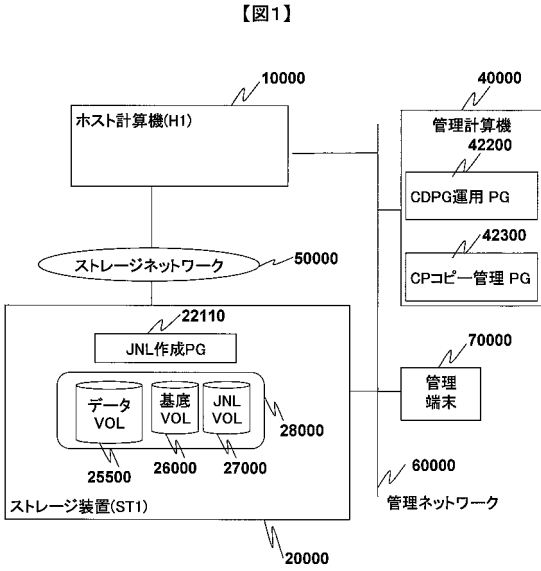 【図1】
10000
ホスト計算機(H1)
40000
管理計算機
42200
CDPG運用 PG
42300
CPコピー管理 PG
50000
ストレージネットワーク
22110
JNL作成PG
70000
管理
端末
データ
VOL
基底
VOL
JNL
VOL
28000
25500
26000
27000
60000
管理ネットワーク
ストレージ装置(ST1)
20000